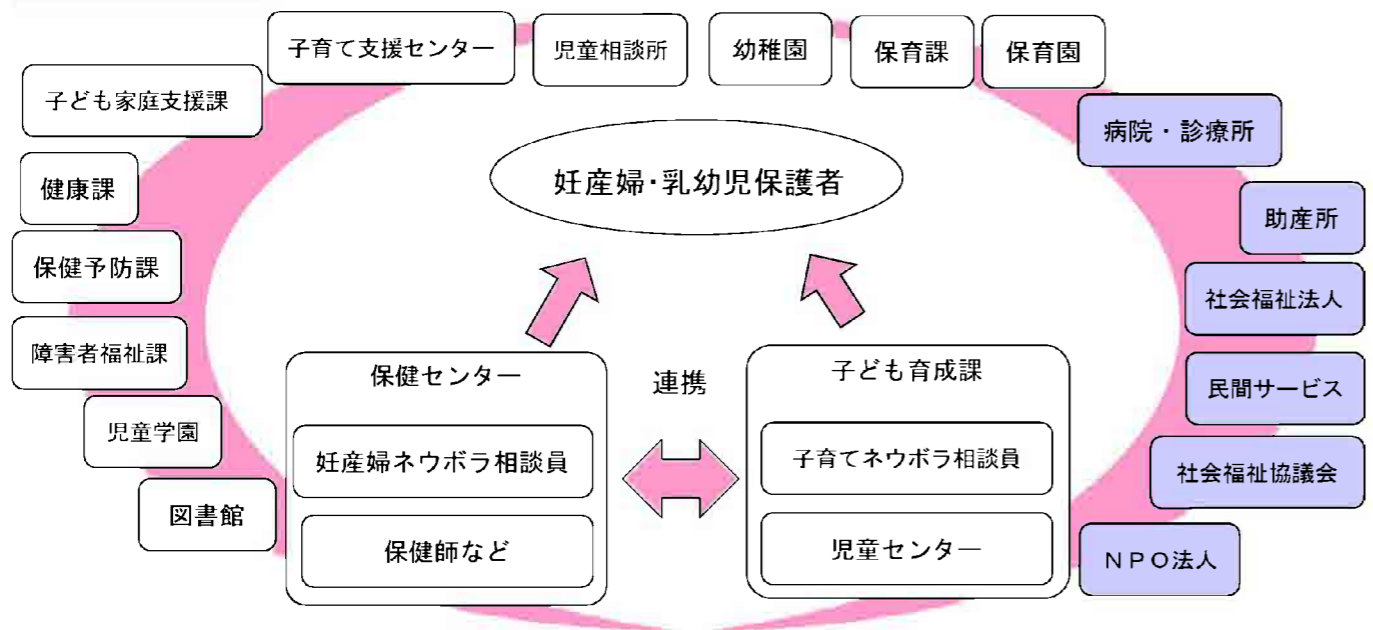 子育て支援センター
児童相談所
幼稚園
保育課
保育園
子ども家庭支援課
病院・診療所
健康課
妊産婦・乳幼児保護者
助産所
保健予防課
社会福祉法人
障害者福祉課
保健センター
連携
子ども育成課
民間サービス
児童学園
妊産婦ネウボラ相談員
子育てネウボラ相談員
社会福祉協議会
図書館
保健師など
児童センター
ＮＰＯ法人